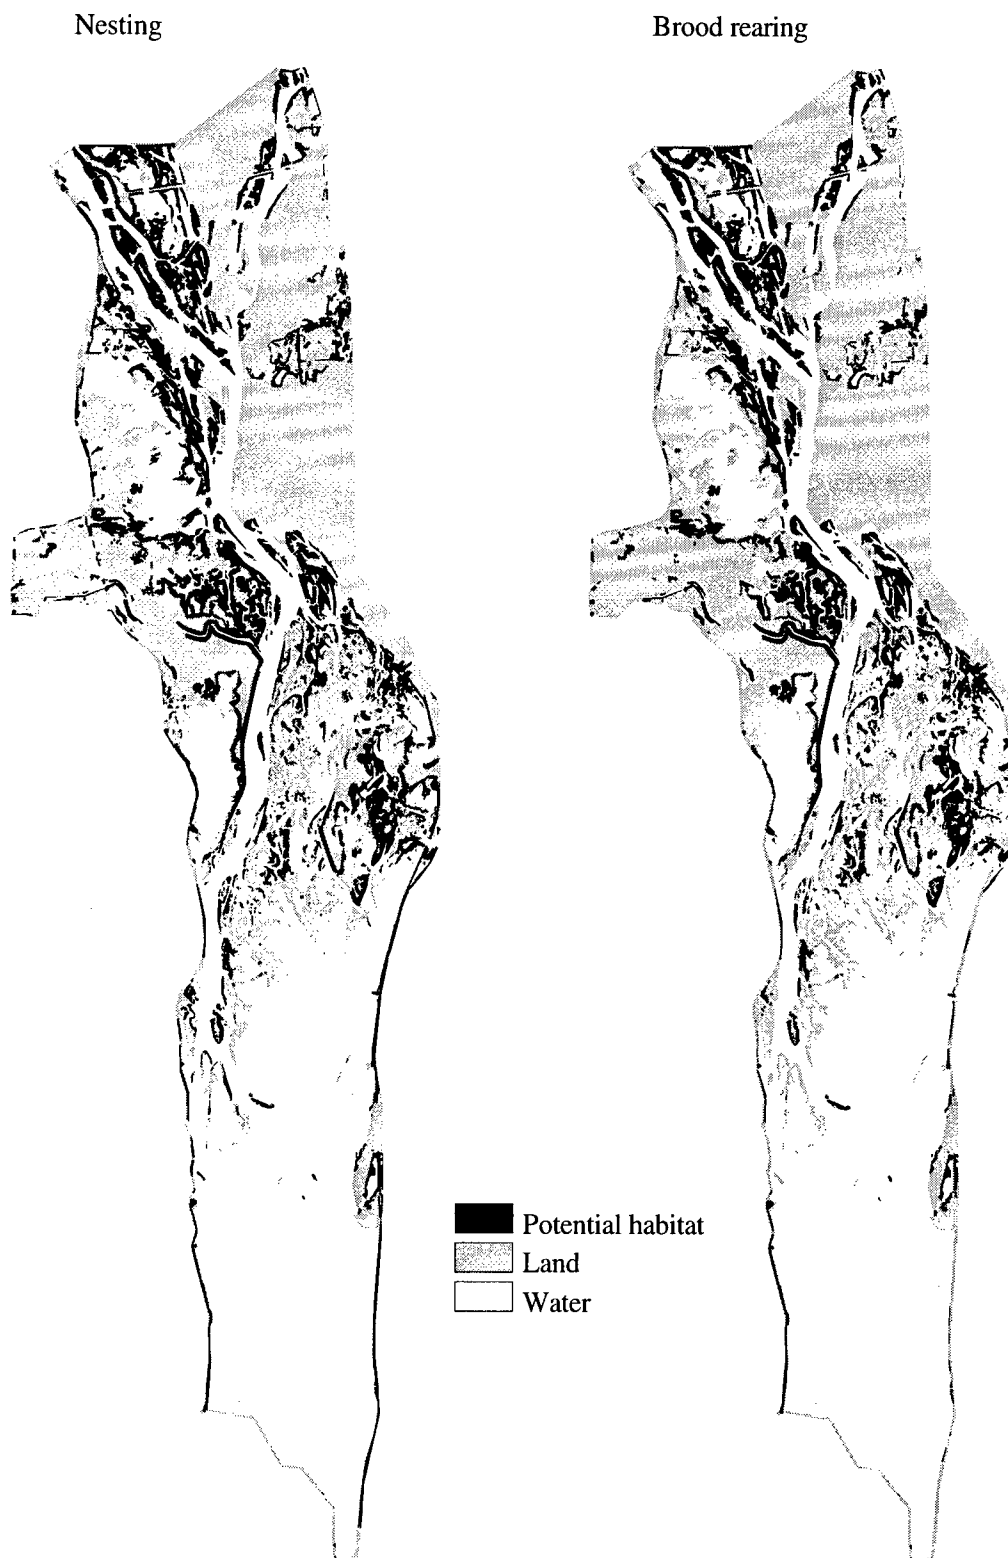 Nesting
Brood rearing
Potential habitat
Land
Water